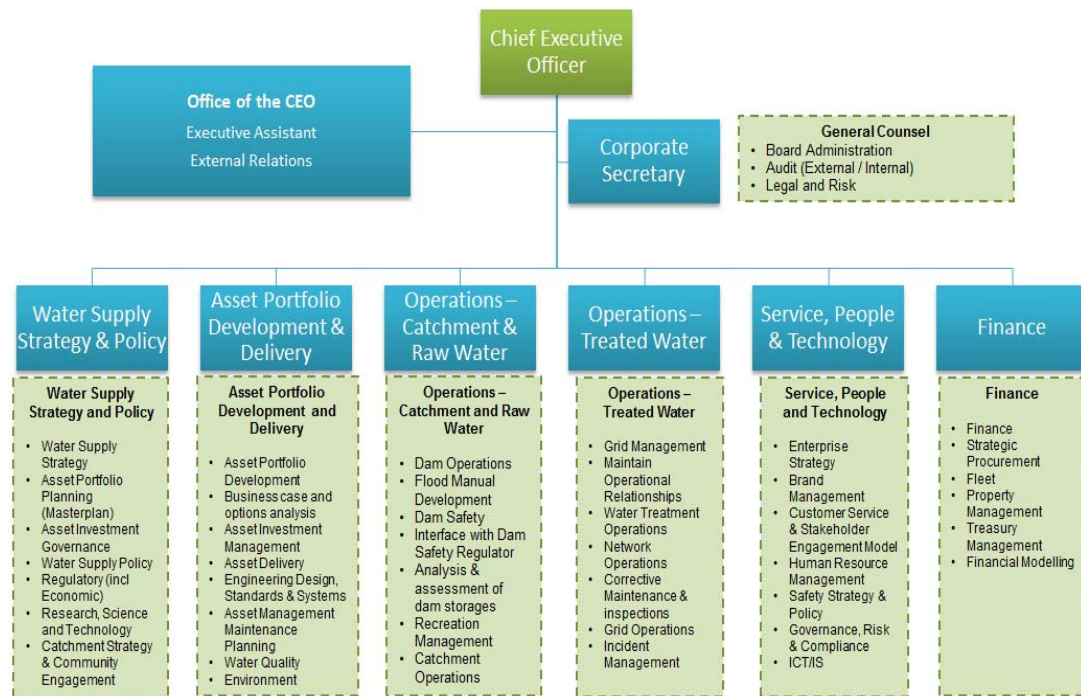 Chief Executive
Officer
Office of the CEO
Executive Assistant
External Relations
Corporate
Secretary
General Counsel
• Board Administration
• Audit (External / Internal)
• Legal and Risk
Water Supply
Strategy & Policy
Asset Portfolio
Development &
Delivery
Operations –
Catchment &
Raw Water
Operations –
Treated Water
Service, People
& Technology
Finance
Water Supply
Strategy and Policy
• Water Supply
Strategy
• Asset Portfolio
Planning
(Masterplan)
• Asset Investment
Governance
• Water Supply Policy
• Regulatory (incl
Economic)
• Research, Science
and Technology
• Catchment Strategy
& Community
Engagement
Asset Portfolio
Development and
Delivery
• Asset Portfolio
Development
• Business case and
options analysis
• Asset Investment
Management
• Asset Delivery
• Engineering Design,
Standards & Systems
• Asset Management
Maintenance
Planning
• Water Quality
• Environment
Operations –
Catchment and Raw
Water
• Dam Operations
• Flood Manual
Development
• Dam Safety
• Interface with Dam
Safety Regulator
• Analysis &
assessment of
dam storages
• Recreation
Management
• Catchment
Operations
Operations –
Treated Water
• Grid Management
• Maintain
Operational
Relationships
• Water Treatment
Operations
• Network
Operations
• Corrective
Maintenance &
inspections
• Grid Operations
• Incident
Management
Service, People
and Technology
• Enterprise
Strategy
• Brand
Management
• Customer Service
& Stakeholder
Engagement Model
• Human Resource
Management
• Safety Strategy &
Policy
• Governance, Risk
& Compliance
• ICT/IS
Finance
• Finance
• Strategic
Procurement
• Fleet
• Property
Management
• Treasury
Management
• Financial Modelling